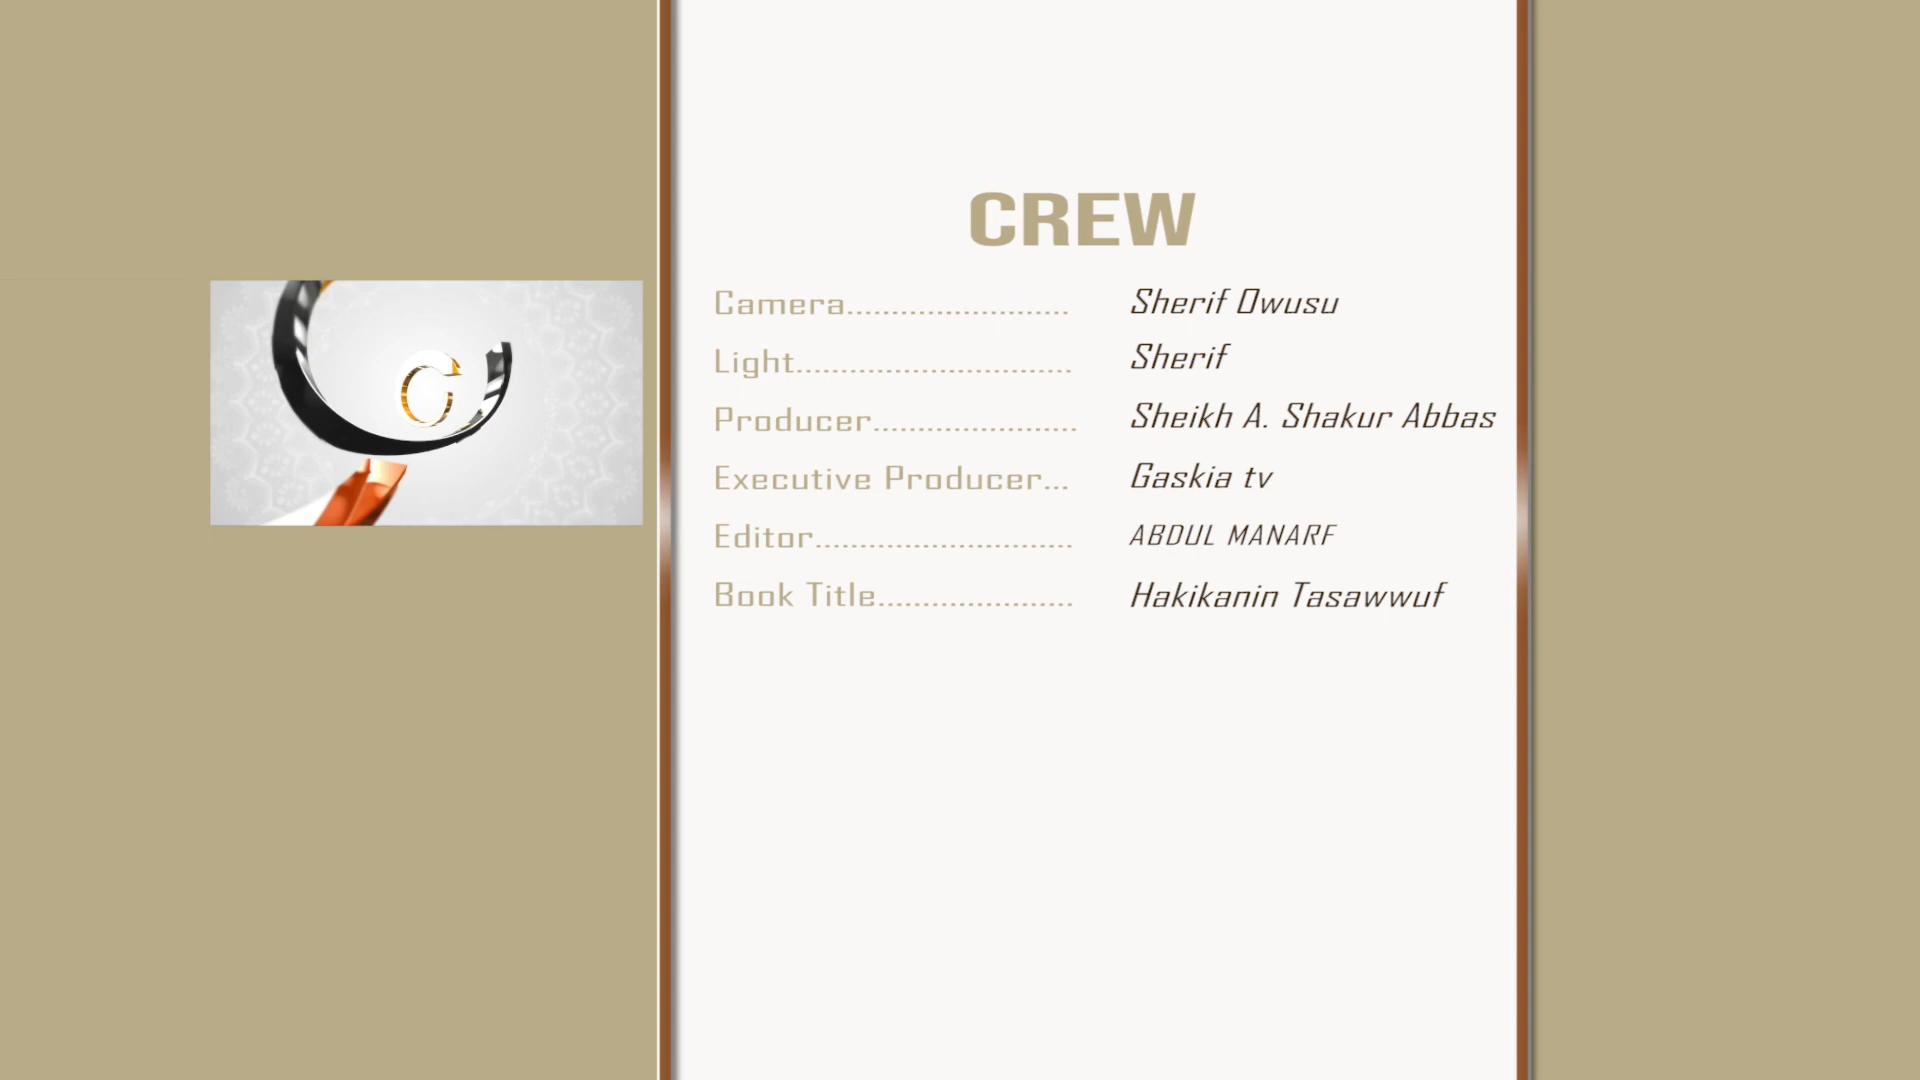 CREW
Camera......................... Sherif Owusu
Light............................... Sherif
Producer....................... Sheikh A. Shakur Abbas
Executive Producer... Gaskia tv
Editor............................. ABDUL MANARF
Book Title...................... Hakikanin Tasawwuf
C